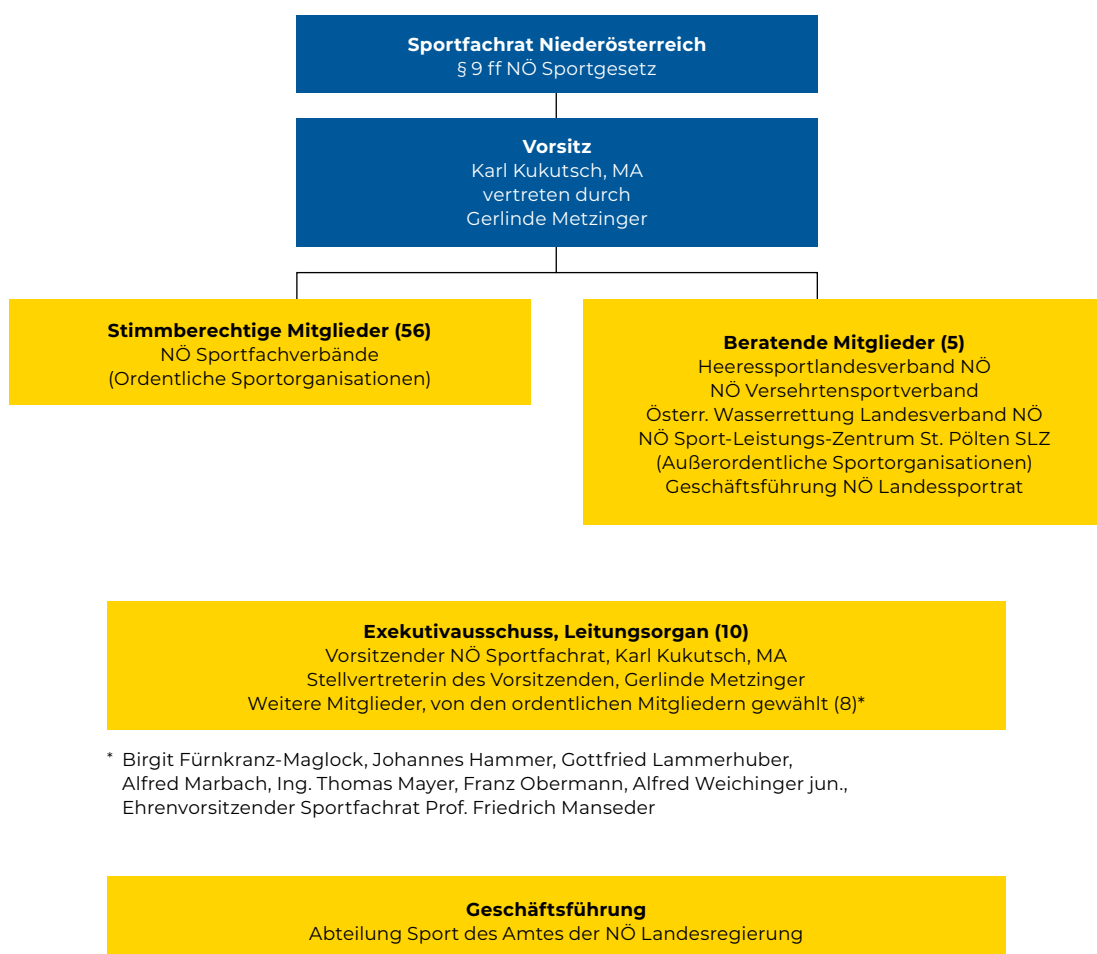 Sportfachrat Niederösterreich
§ 9 ff NÖ Sportgesetz
Vorsitz
Karl Kukutsch, MA
vertreten durch
Gerlinde Metzinger
Stimmberechtige Mitglieder (56)
NÖ Sportfachverbände
(Ordentliche Sportorganisationen)
Beratende Mitglieder (5)
Heeressportlandesverband NÖ
NÖ Versehrtensportverband
Österr. Wasserrettung Landesverband NÖ
NÖ Sport-Leistungs-Zentrum St. Pölten SLZ
(Außerordentliche Sportorganisationen)
Geschäftsführung NÖ Landessportrat
Exekutivausschuss, Leitungsorgan (10)
Vorsitzender NÖ Sportfachrat, Karl Kukutsch, MA
Stellvertreterin des Vorsitzenden, Gerlinde Metzinger
Weitere Mitglieder, von den ordentlichen Mitgliedern gewählt (8)*
* Birgit Fürnkranz-Maglock, Johannes Hammer, Gottfried Lammerhuber,
Alfred Marbach, Ing. Thomas Mayer, Franz Obermann, Alfred Weichinger jun.,
Ehrenvorsitzender Sportfachrat Prof. Friedrich Manseder
Geschäftsführung
Abteilung Sport des Amtes der NÖ Landesregierung